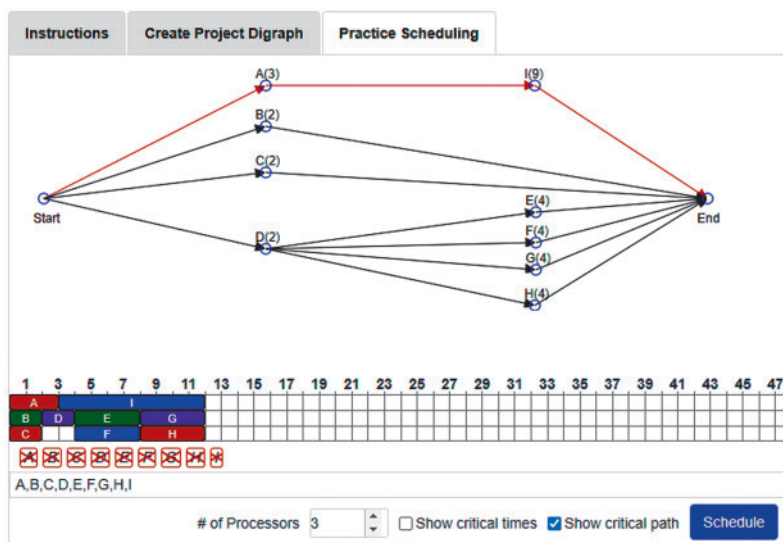 Instructions Create Project Digraph Practice Scheduling
A(3) I(9)
B(2)
C(2)
E(4)
Start End
F(4)
D(2)
G(4)
H(4)
1 3 5 7 9 11 13 15 17 19 21 23 25 27 29 31 33 35 37 39 41 43 45 47
A I
B D E G
C F H
A B C D E F G H I
A,B,C,D,E,F,G,H,I
# of Processors 3 Show critical times Show critical path Schedule